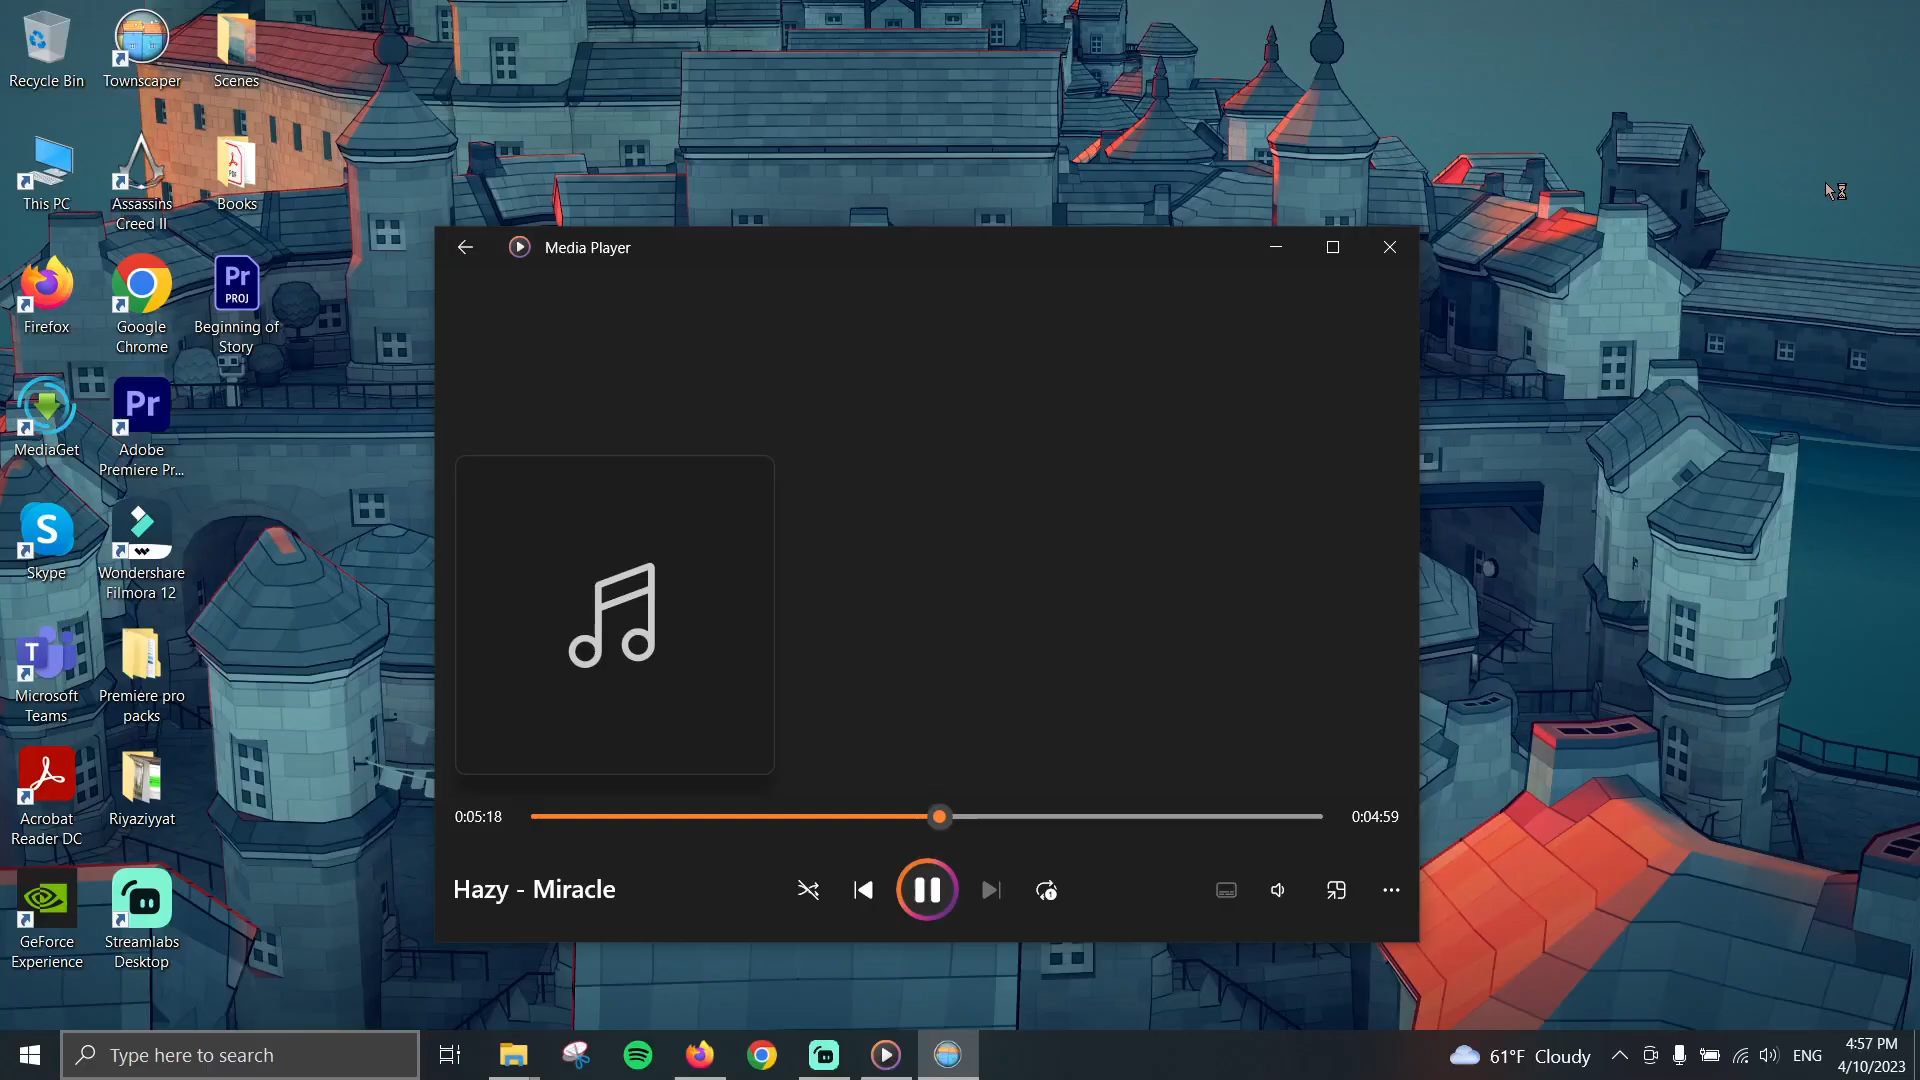 Recycle Bin
Townscaper
Scenes
This PC
Assassins
Creed II
Books
PDF
Firefox
Google
Chrome
Pr
PROJ
Beginning of
Story
MediaGet
Pr
Adobe
Premiere Pr...
S
Skype
Wondershare
Filmora 12
T
Microsoft
Teams
Premiere pro
packs
Acrobat
Reader DC
Riyaziyyat
GeForce
Experience
Streamlabs
Desktop
Media Player
0:05:18
0:04:59
Hazy - Miracle
1
Type here to search
61°F Cloudy
ENG
4:57 PM
4/10/2023